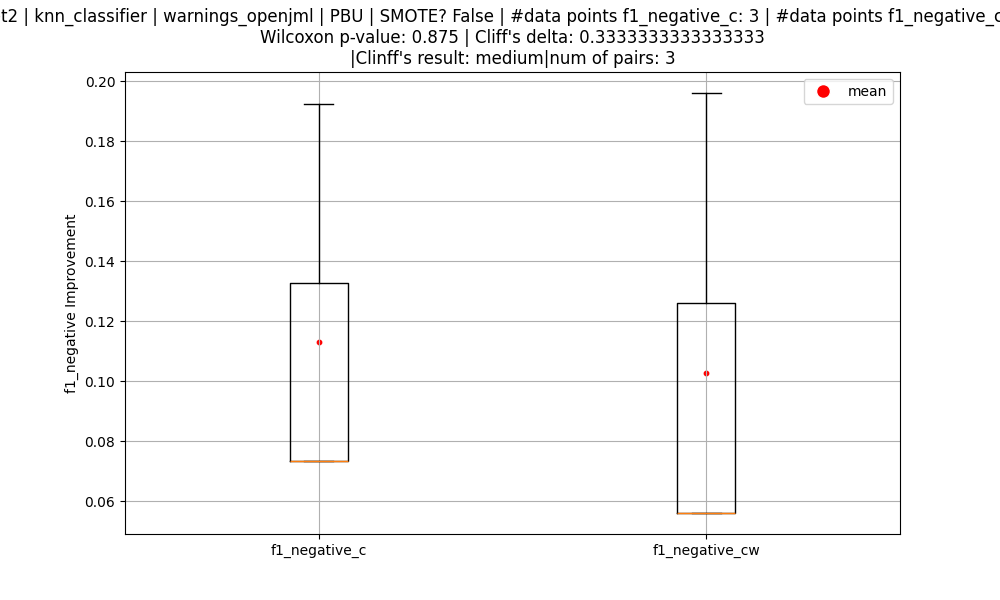 t2 | knn_classifier | warnings_openjml | PBU | SMOTE? False | #data points f1_negative_c: 3 | #data points f1_negative_c
Wilcoxon p-value: 0.875 | Cliff's delta: 0.3333333333333333
|Clinff's result: medium|num of pairs: 3
mean
0.20
0.18
0.16
0.14
0.12
0.10
0.08
0.06
f1_negative Improvement
f1_negative_c
f1_negative_cw